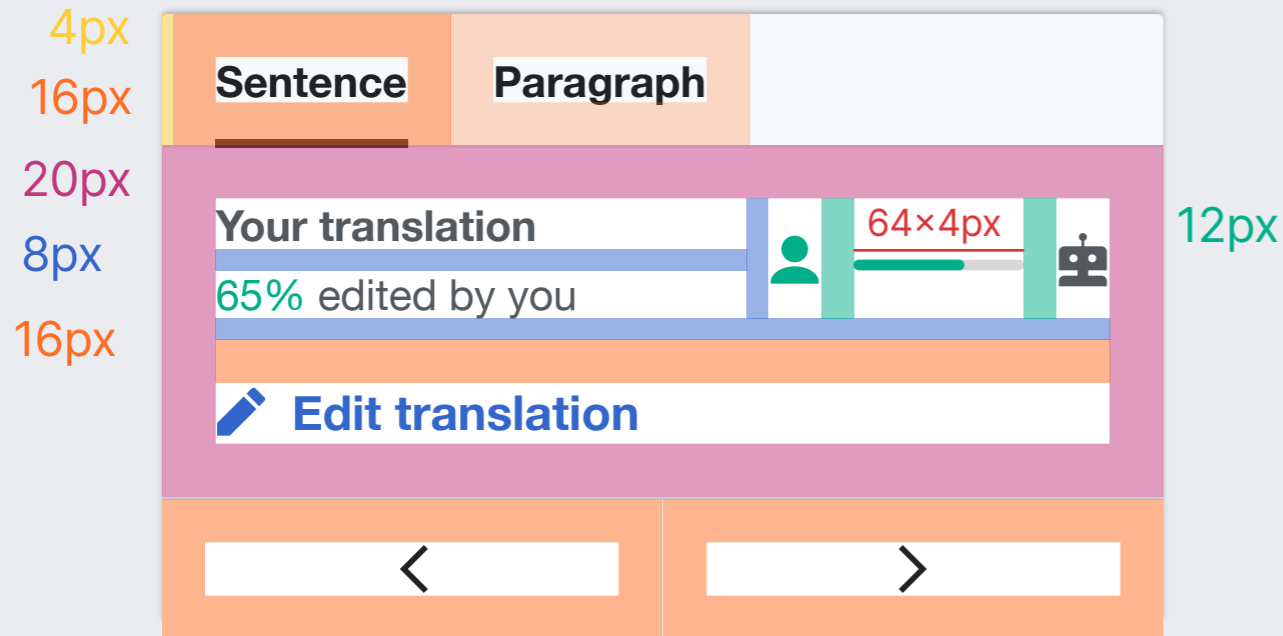 4px
Sentence Paragraph
16px
20px
Your translation 64×4px 12px
8px
65% edited by you
16px
Edit translation